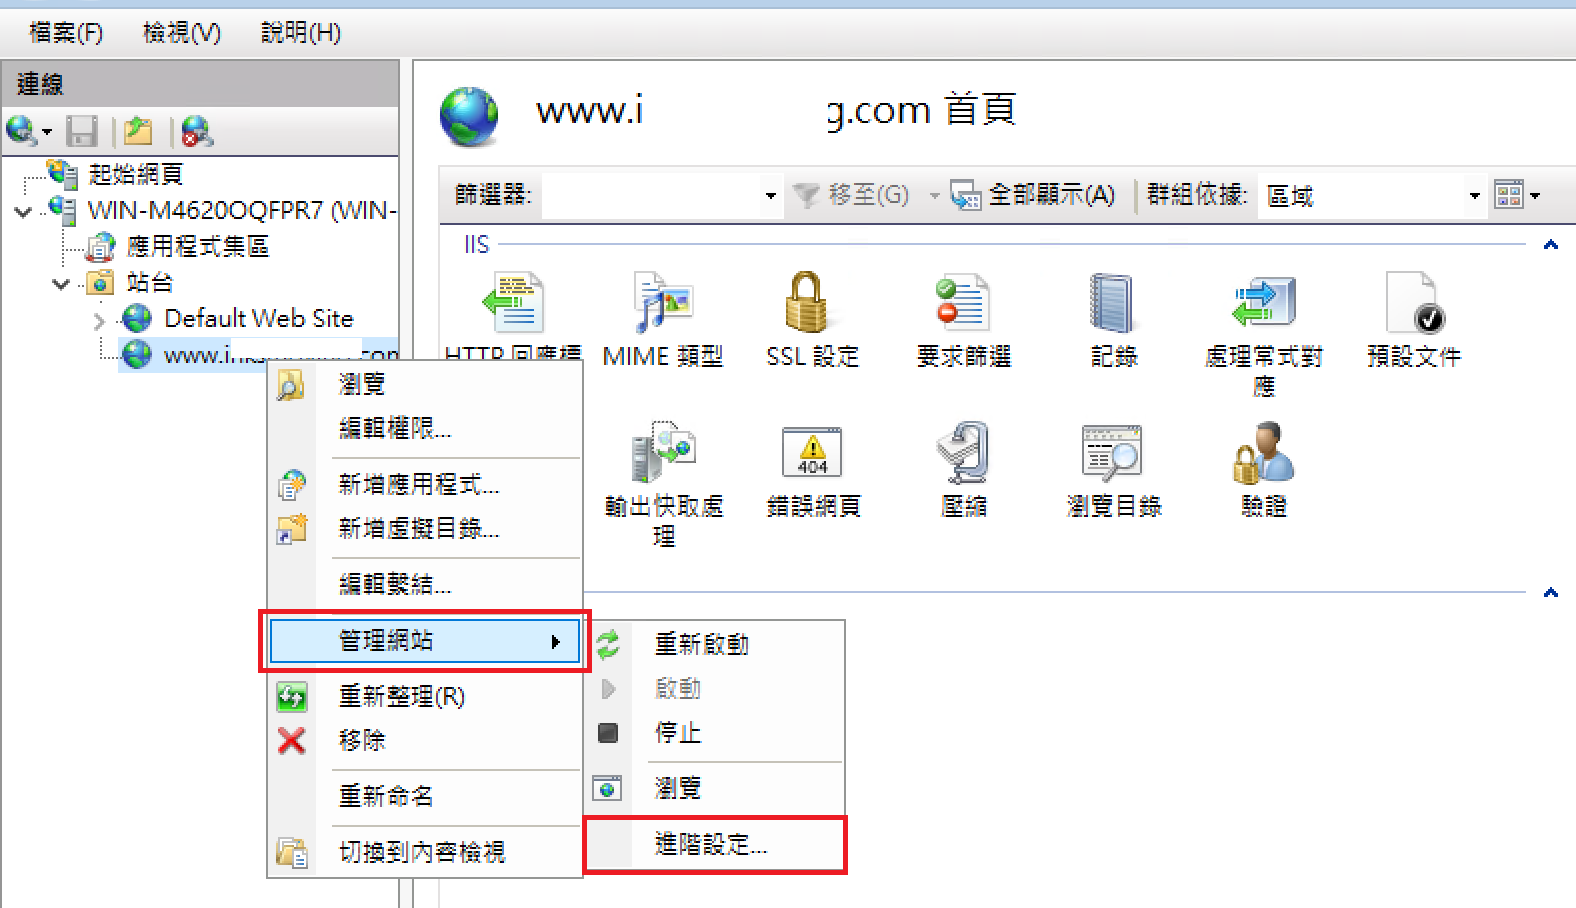 檔案(F) 檢視(V) 說明(H)
連線
起始網頁
WIN-M4620OQFPR7 (WIN-
應用程式集區
站台
Default Web Site
www.i
瀏覽
編輯權限...
新增應用程式...
新增虛擬目錄...
編輯繫結...
管理網站
重新整理(R)
移除
重新命名
切換到內容檢視
重新啟動
啟動
停止
瀏覽
進階設定...
www.i g.com 首頁
篩選器: 移至(G) 全部顯示(A) 群組依據: 區域
IIS
HTTP 回應標 MIME 類型 SSL 設定 要求篩選 記錄 處理常式對應 預設文件
輸出快取處理 404 錯誤網頁 壓縮 瀏覽目錄 驗證